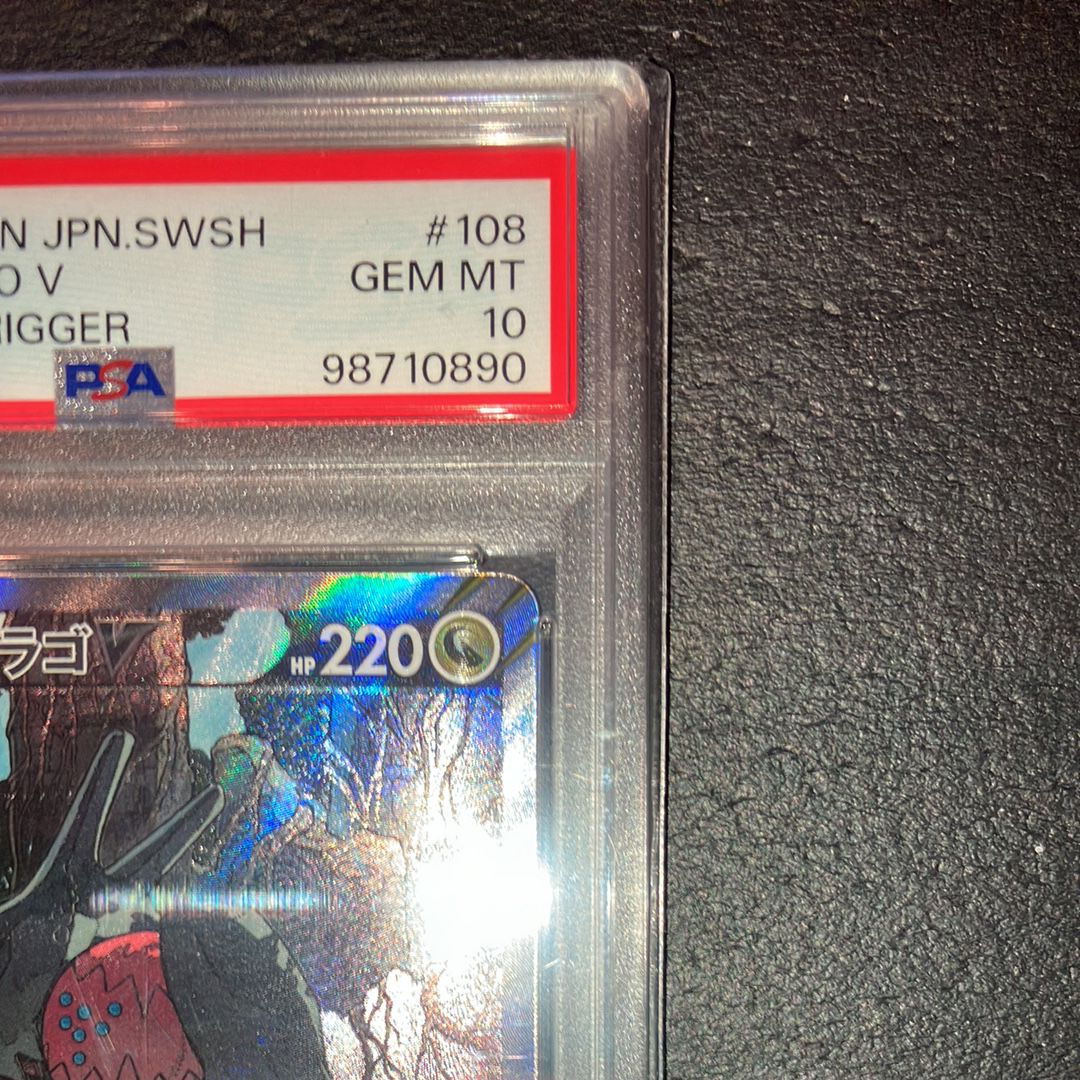 N JPN.SWSH #108
O V GEM MT
RIGGER 10
PSA 98710890
ラゴV HP220